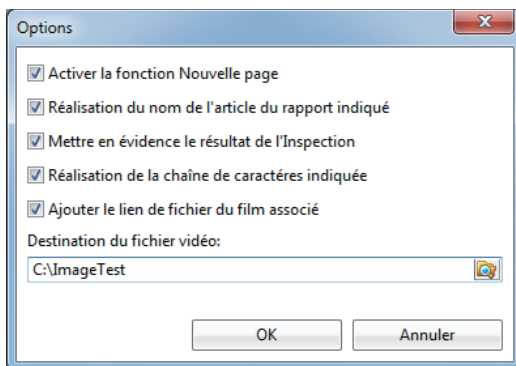 Options
Activer la fonction Nouvelle page
Réalisation du nom de l'article du rapport indiqué
Mettre en évidence le résultat de l'Inspection
Réalisation de la chaîne de caractéres indiquée
Ajouter le lien de fichier du film associé
Destination du fichier vidéo:
C:\ImageTest
OK Annuler